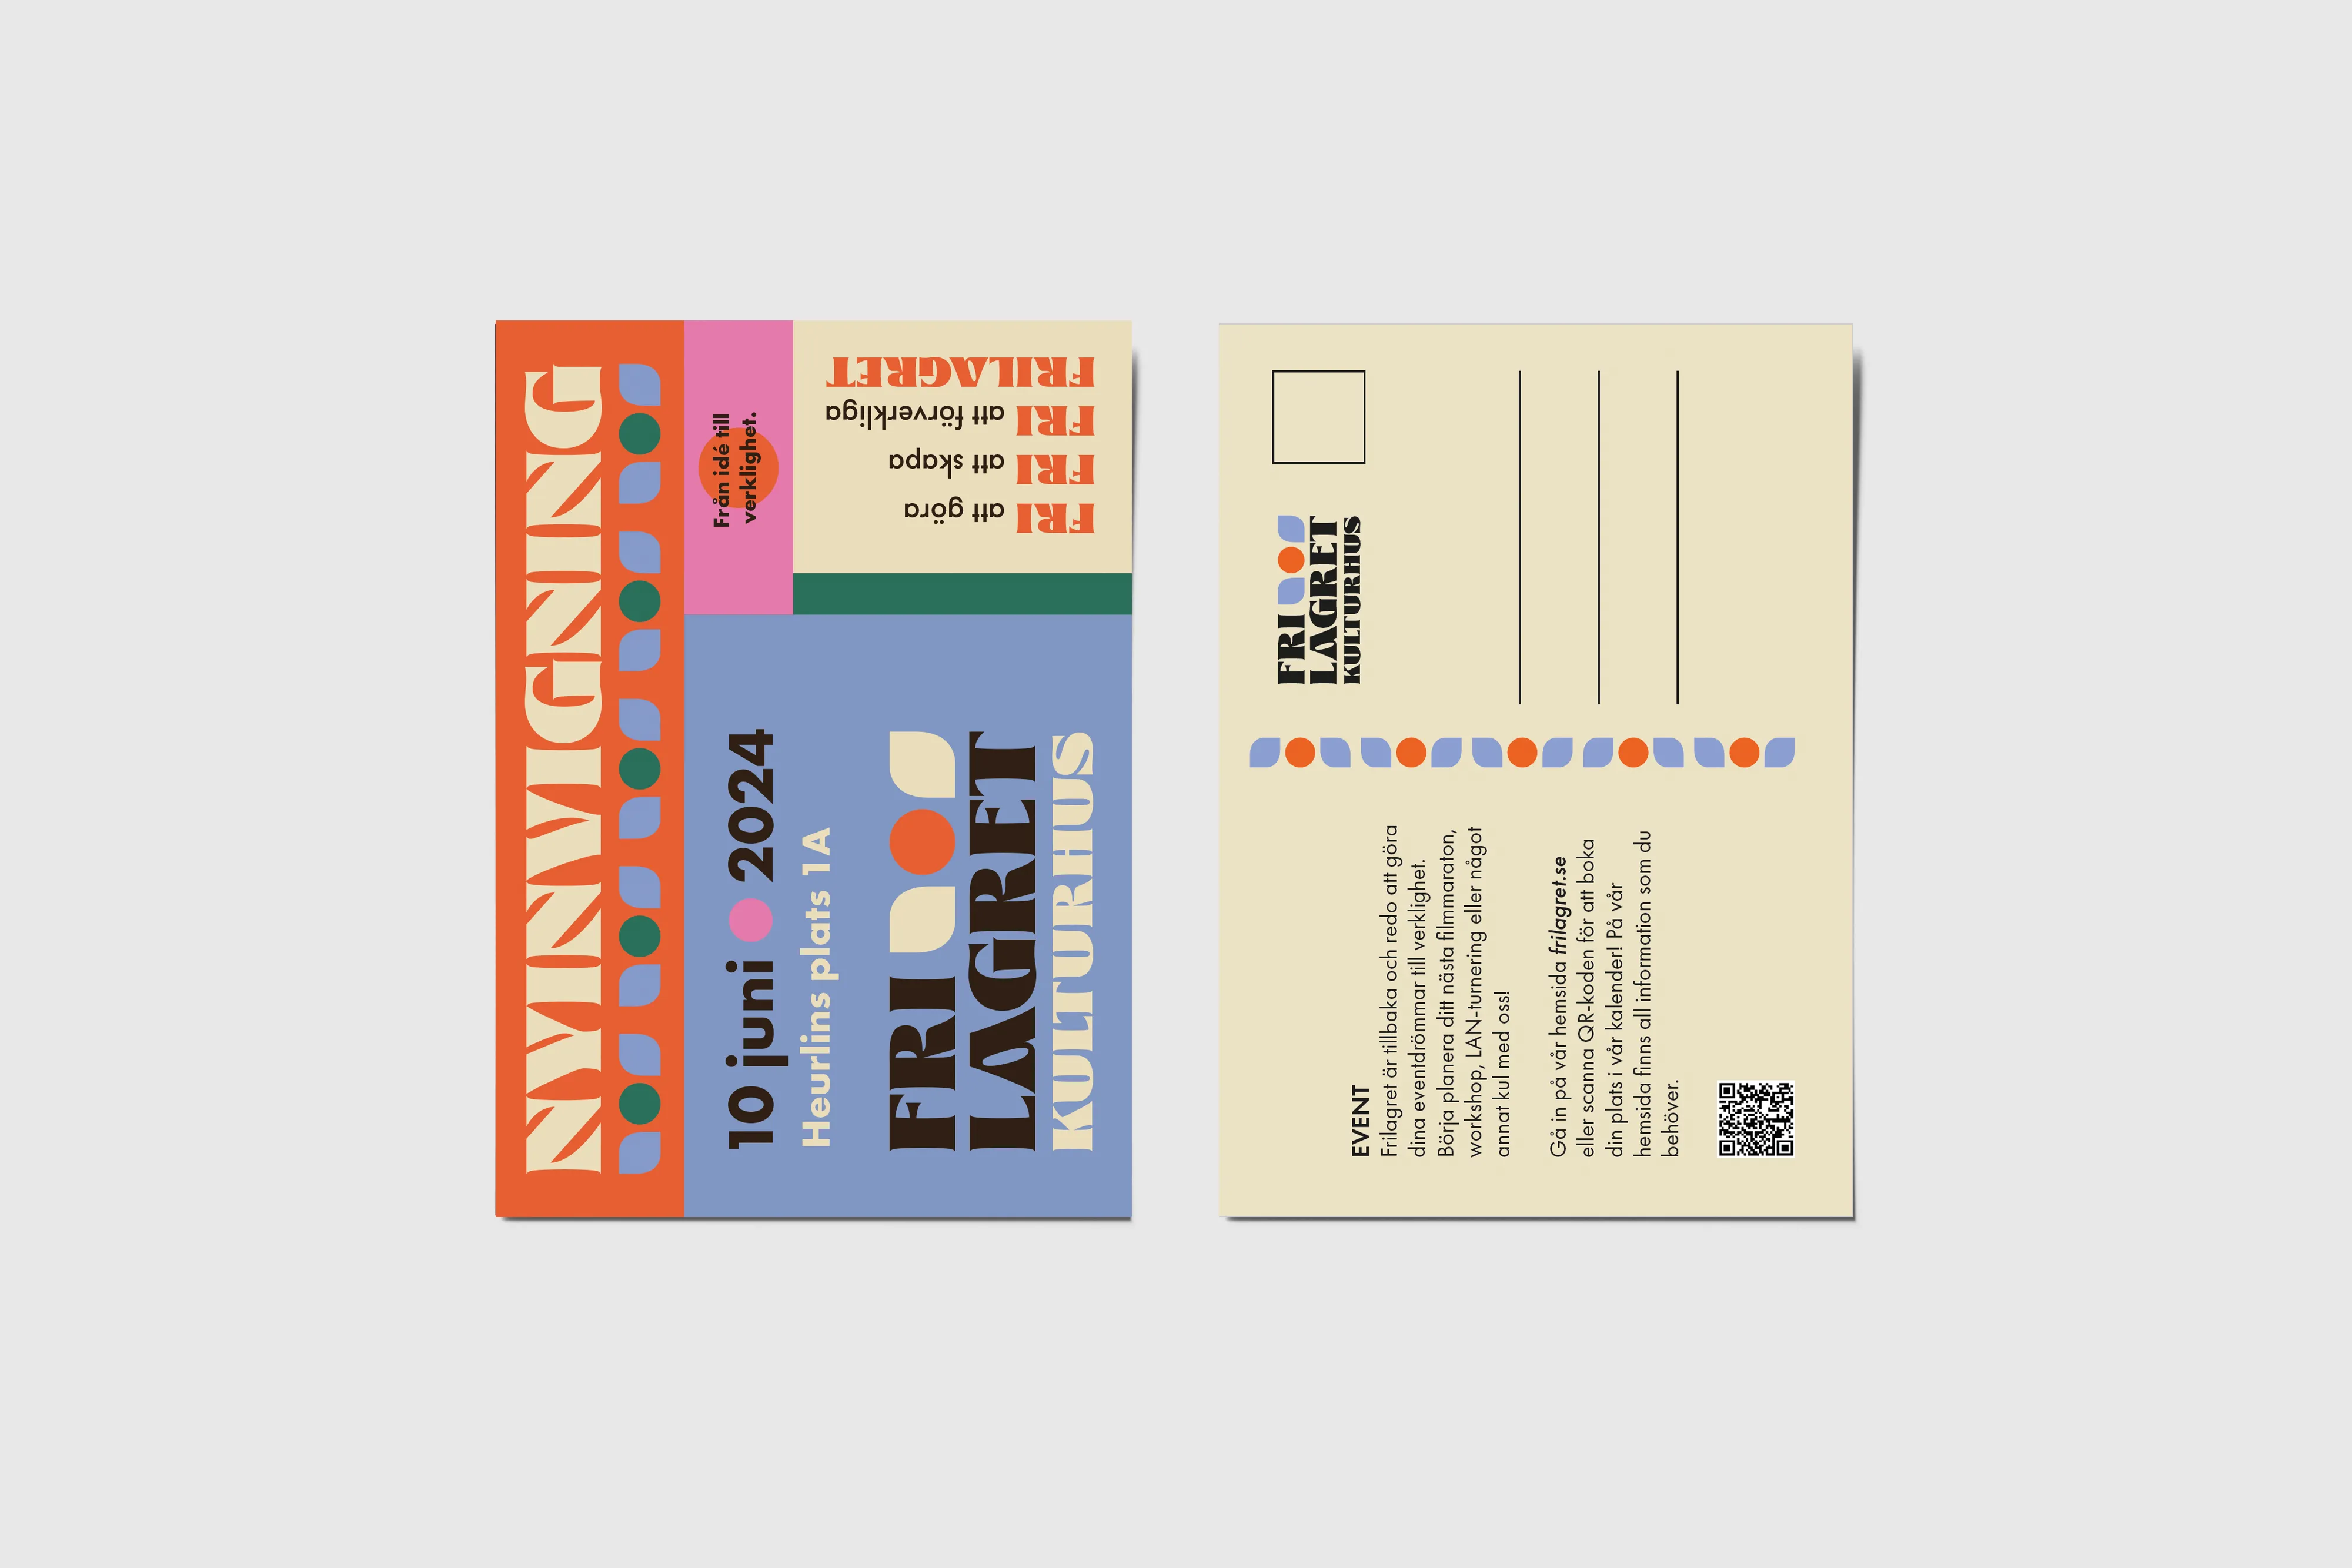 NYINVIGNING
Från idé till
verklighet.
FRI att göra
FRI att skapa
FRI att förverkliga
FRILAGRET
10 juni 2024
Heurlins plats 1A
FRI
LAGRET
KULTURHUS
FRI
LAGRET
KULTURHUS
EVENT
Frilagret är tillbaka och redo att göra
dina eventdrömmar till verklighet.
Börja planera ditt nästa filmmaraton,
workshop, LAN-turnering eller något
annat kul med oss!
Gå in på vår hemsida frilagret.se
eller scanna QR-koden för att boka
din plats i vår kalender! På vår
hemsida finns all information som du
behöver.